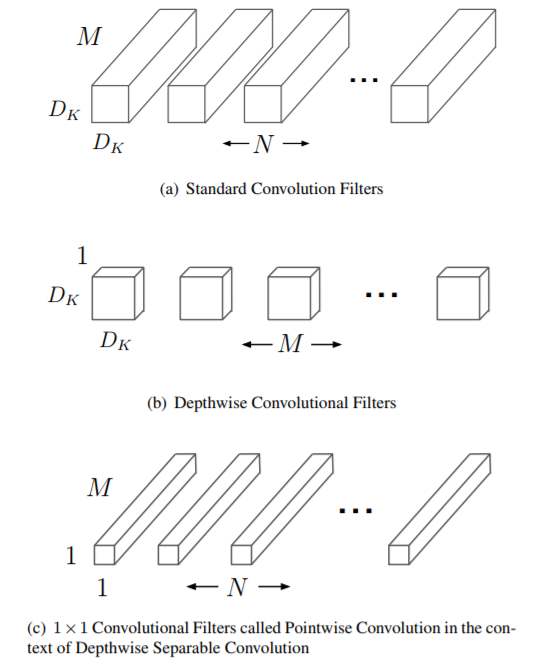 M
D_K
D_K
← N →
...
(a) Standard Convolution Filters
1
D_K
D_K
← M →
...
(b) Depthwise Convolutional Filters
M
1
1
← N →
...
(c) 1 × 1 Convolutional Filters called Pointwise Convolution in the con-
text of Depthwise Separable Convolution